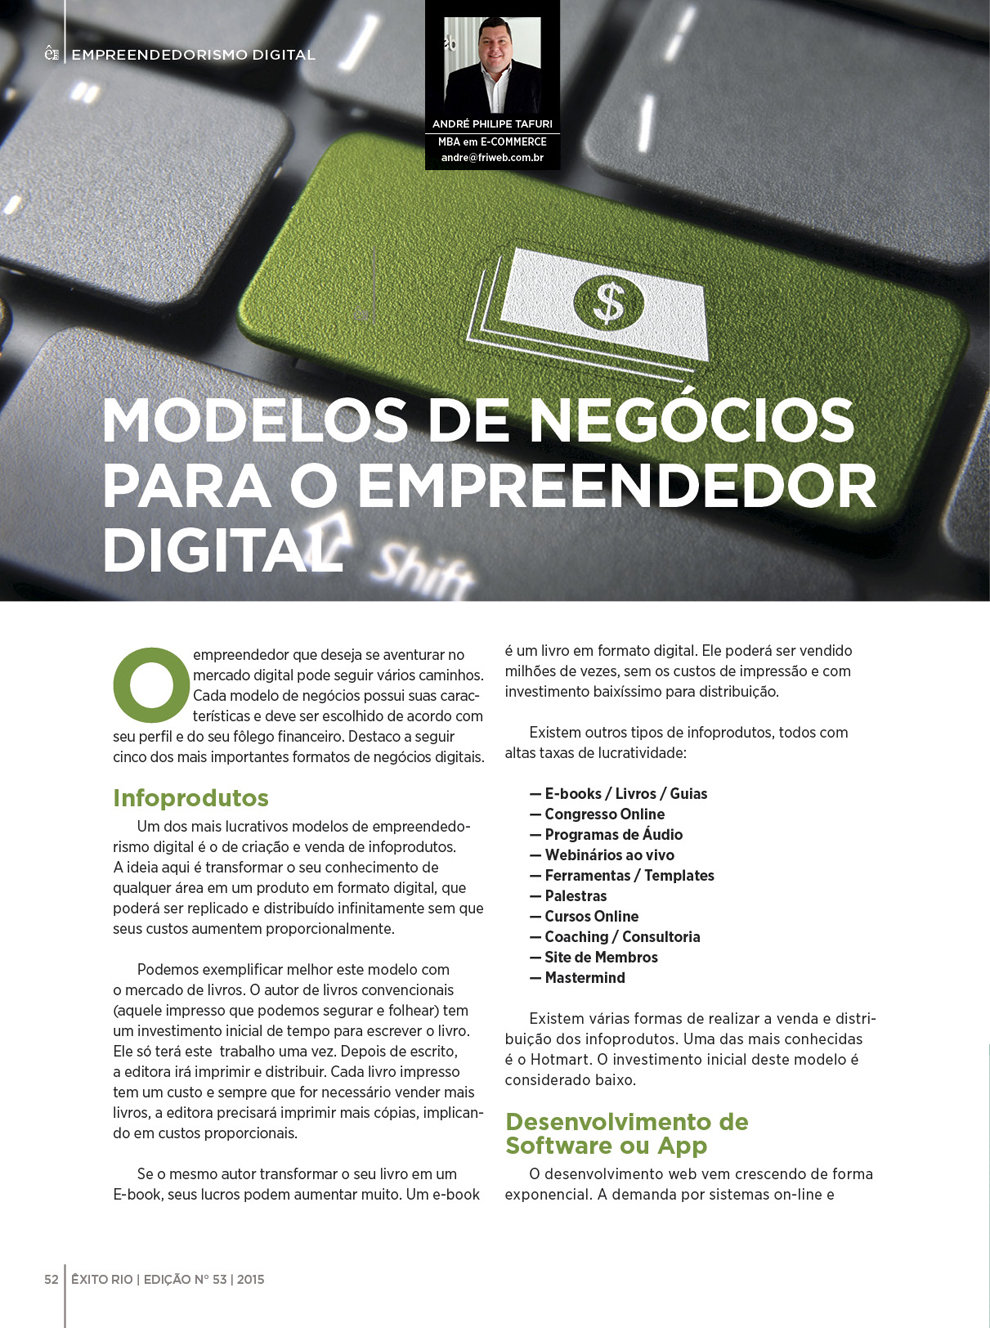 êR EMPREENDEDORISMO DIGITAL
ANDRÉ PHILIPE TAFURI
MBA em E-COMMERCE
andre@friweb.com.br
$
MODELOS DE NEGÓCIOS
PARA O EMPREENDEDOR
DIGITAL
Shift
O empreendedor que deseja se aventurar no
mercado digital pode seguir vários caminhos.
Cada modelo de negócios possui suas carac-
terísticas e deve ser escolhido de acordo com
seu perfil e do seu fôlego financeiro. Destaco a seguir
cinco dos mais importantes formatos de negócios digitais.
Infoprodutos
Um dos mais lucrativos modelos de empreendedo-
rismo digital é o de criação e venda de infoprodutos.
A ideia aqui é transformar o seu conhecimento de
qualquer área em um produto em formato digital, que
poderá ser replicado e distribuído infinitamente sem que
seus custos aumentem proporcionalmente.
Podemos exemplificar melhor este modelo com
o mercado de livros. O autor de livros convencionais
(aquele impresso que podemos segurar e folhear) tem
um investimento inicial de tempo para escrever o livro.
Ele só terá este trabalho uma vez. Depois de escrito,
a editora irá imprimir e distribuir. Cada livro impresso
tem um custo e sempre que for necessário vender mais
livros, a editora precisará imprimir mais cópias, implican-
do em custos proporcionais.
Se o mesmo autor transformar o seu livro em um
E-book, seus lucros podem aumentar muito. Um e-book
é um livro em formato digital. Ele poderá ser vendido
milhões de vezes, sem os custos de impressão e com
investimento baixíssimo para distribuição.
Existem outros tipos de infoprodutos, todos com
altas taxas de lucratividade:
— E-books / Livros / Guias
— Congresso Online
— Programas de Áudio
— Webinários ao vivo
— Ferramentas / Templates
— Palestras
— Cursos Online
— Coaching / Consultoria
— Site de Membros
— Mastermind
Existem várias formas de realizar a venda e distri-
buição dos infoprodutos. Uma das mais conhecidas
é o Hotmart. O investimento inicial deste modelo é
considerado baixo.
Desenvolvimento de
Software ou App
O desenvolvimento web vem crescendo de forma
exponencial. A demanda por sistemas on-line e
52 ÊXITO RIO | EDIÇÃO Nº 53 | 2015